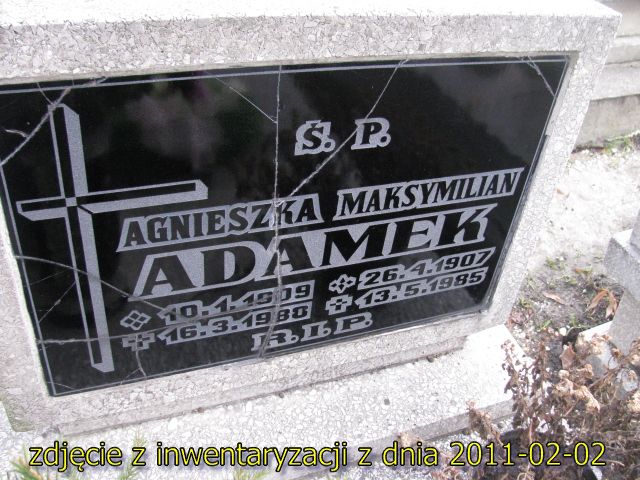 Ś. P.
AGNIESZKA MAKSYMILIAN
ADAMEK
10.1.1909 26.4.1907
16.3.1980 13.5.1985
R.I.P.
zdjęcie z inwentaryzacji z dnia 2011-02-02